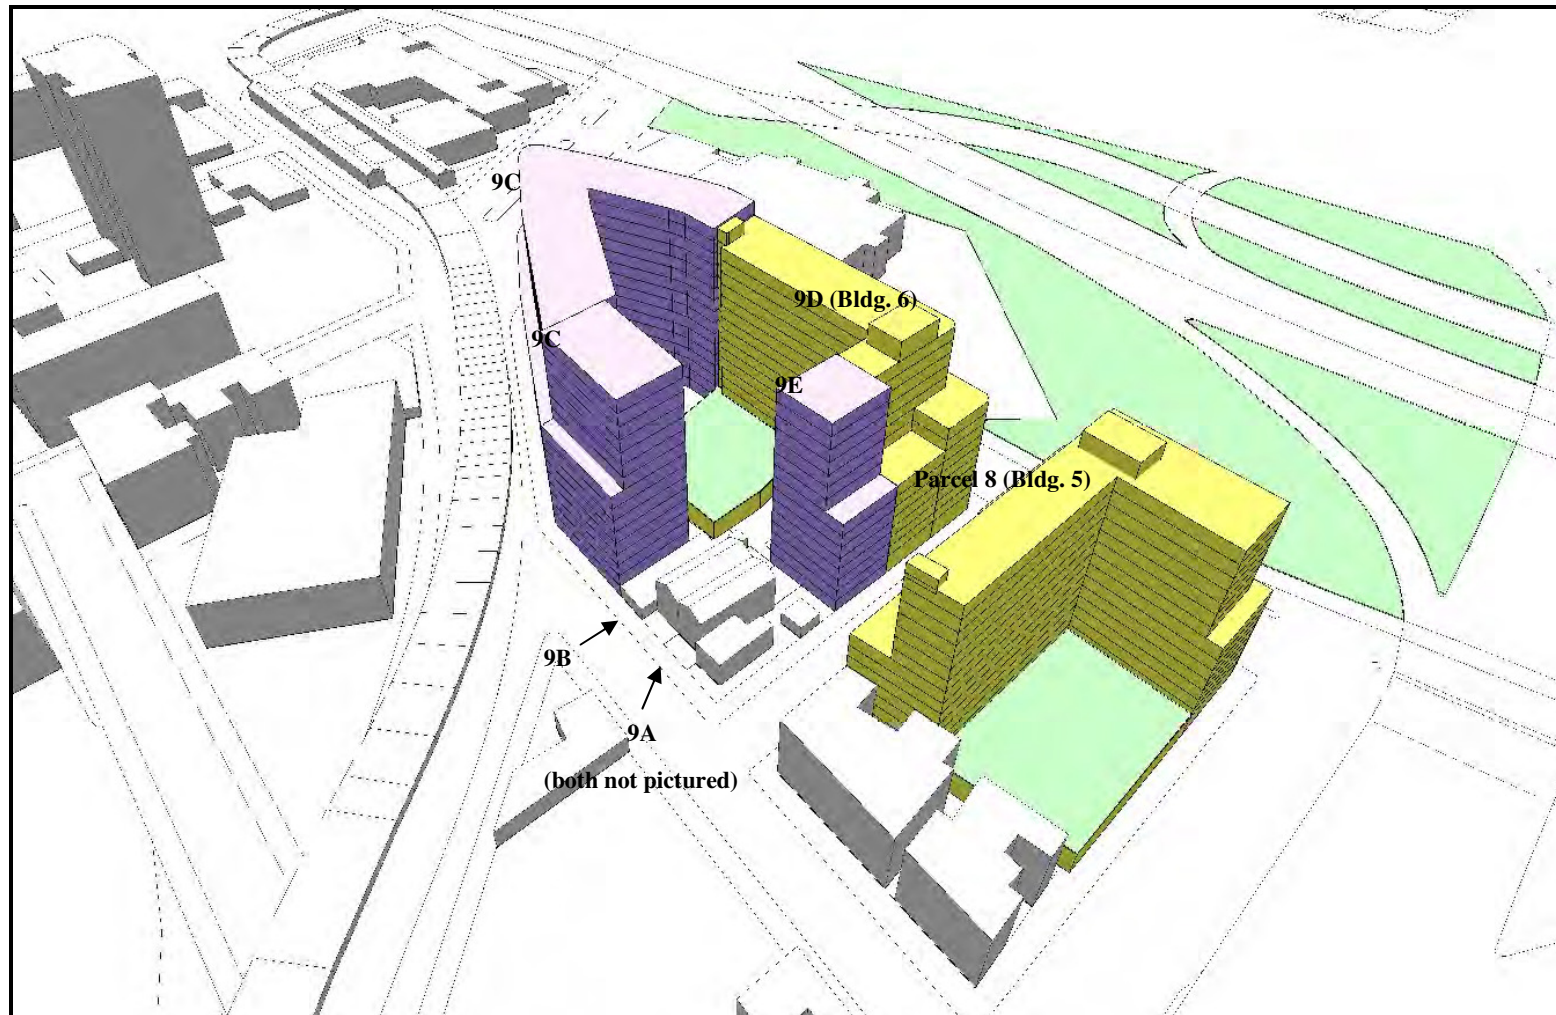 9C
9D (Bldg. 6)
9C
9E
Parcel 8 (Bldg. 5)
9B
9A
(both not pictured)